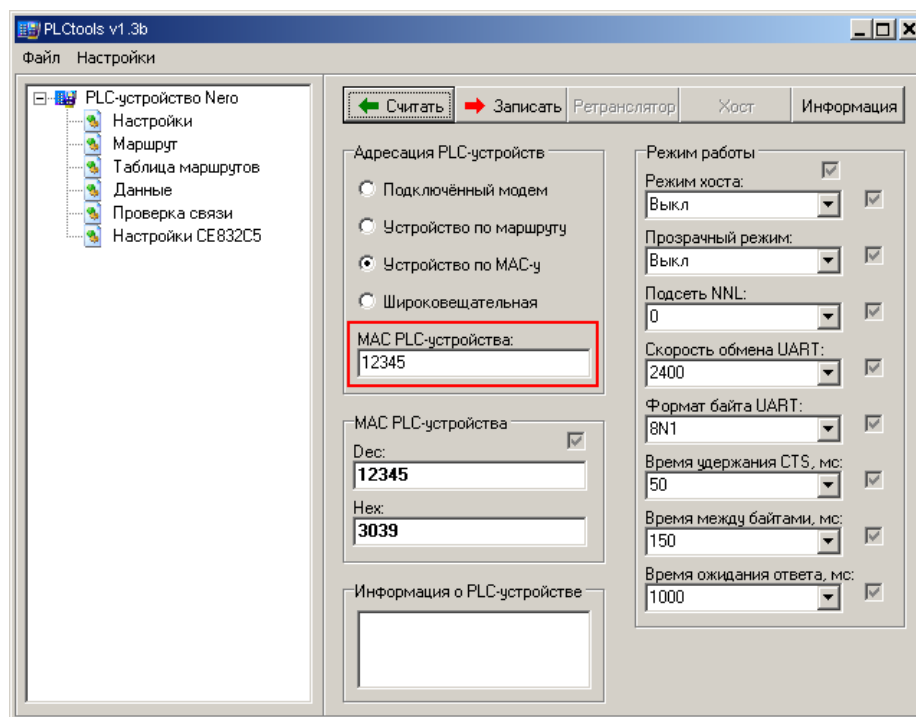 PLCtools v1.3b
Файл Настройки
PLC-устройство Nero
Настройки
Маршрут
Таблица маршрутов
Данные
Проверка связи
Настройки CE832C5
Считать Записать Ретранслятор Хост Информация
Адресация PLC-устройств
Подключённый модем
Устройство по маршруту
Устройство по MAC-у
Широковещательная
MAC PLC-устройства:
12345
MAC PLC-устройства
Dec:
12345
Hex:
3039
Информация о PLC-устройстве
Режим работы
Режим хоста:
Выкл
Прозрачный режим:
Выкл
Подсеть NNL:
0
Скорость обмена UART:
2400
Формат байта UART:
8N1
Время удержания CTS, мс:
50
Время между байтами, мс:
150
Время ожидания ответа, мс:
1000